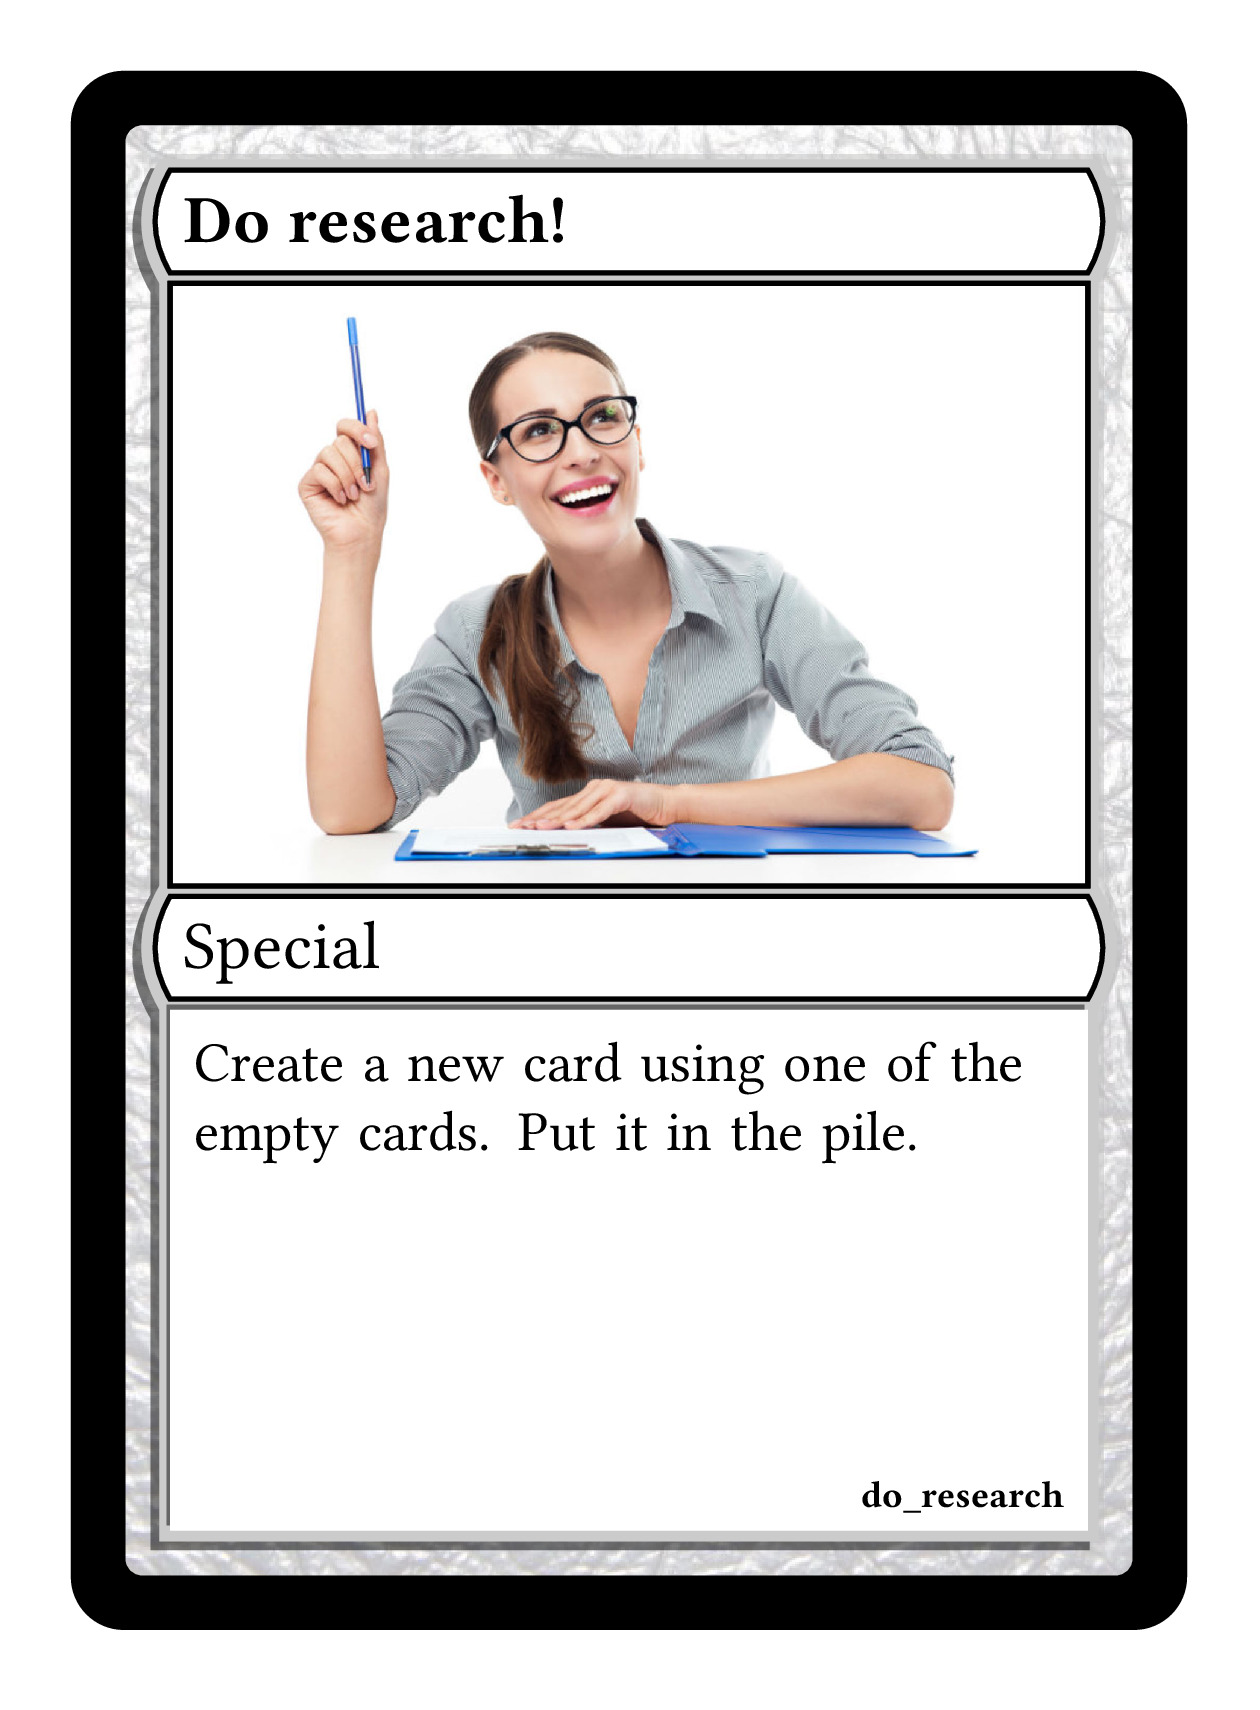 Do research!
Special
Create a new card using one of the
empty cards. Put it in the pile.
do_research